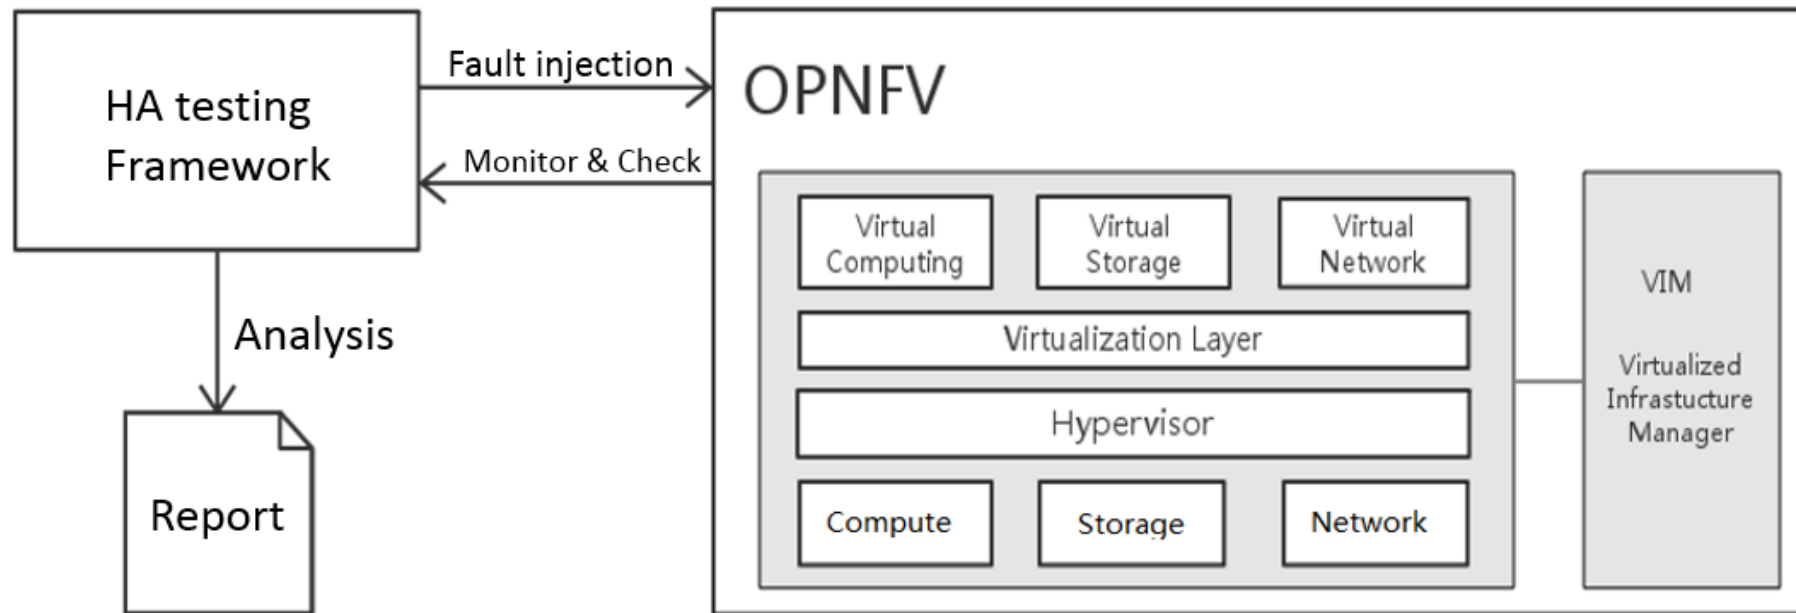 HA testing
Framework
Fault injection
Monitor & Check
Analysis
Report
OPNFV
Virtual
Computing
Virtual
Storage
Virtual
Network
Virtualization Layer
Hypervisor
Compute
Storage
Network
VIM
Virtualized
Infrastucture
Manager